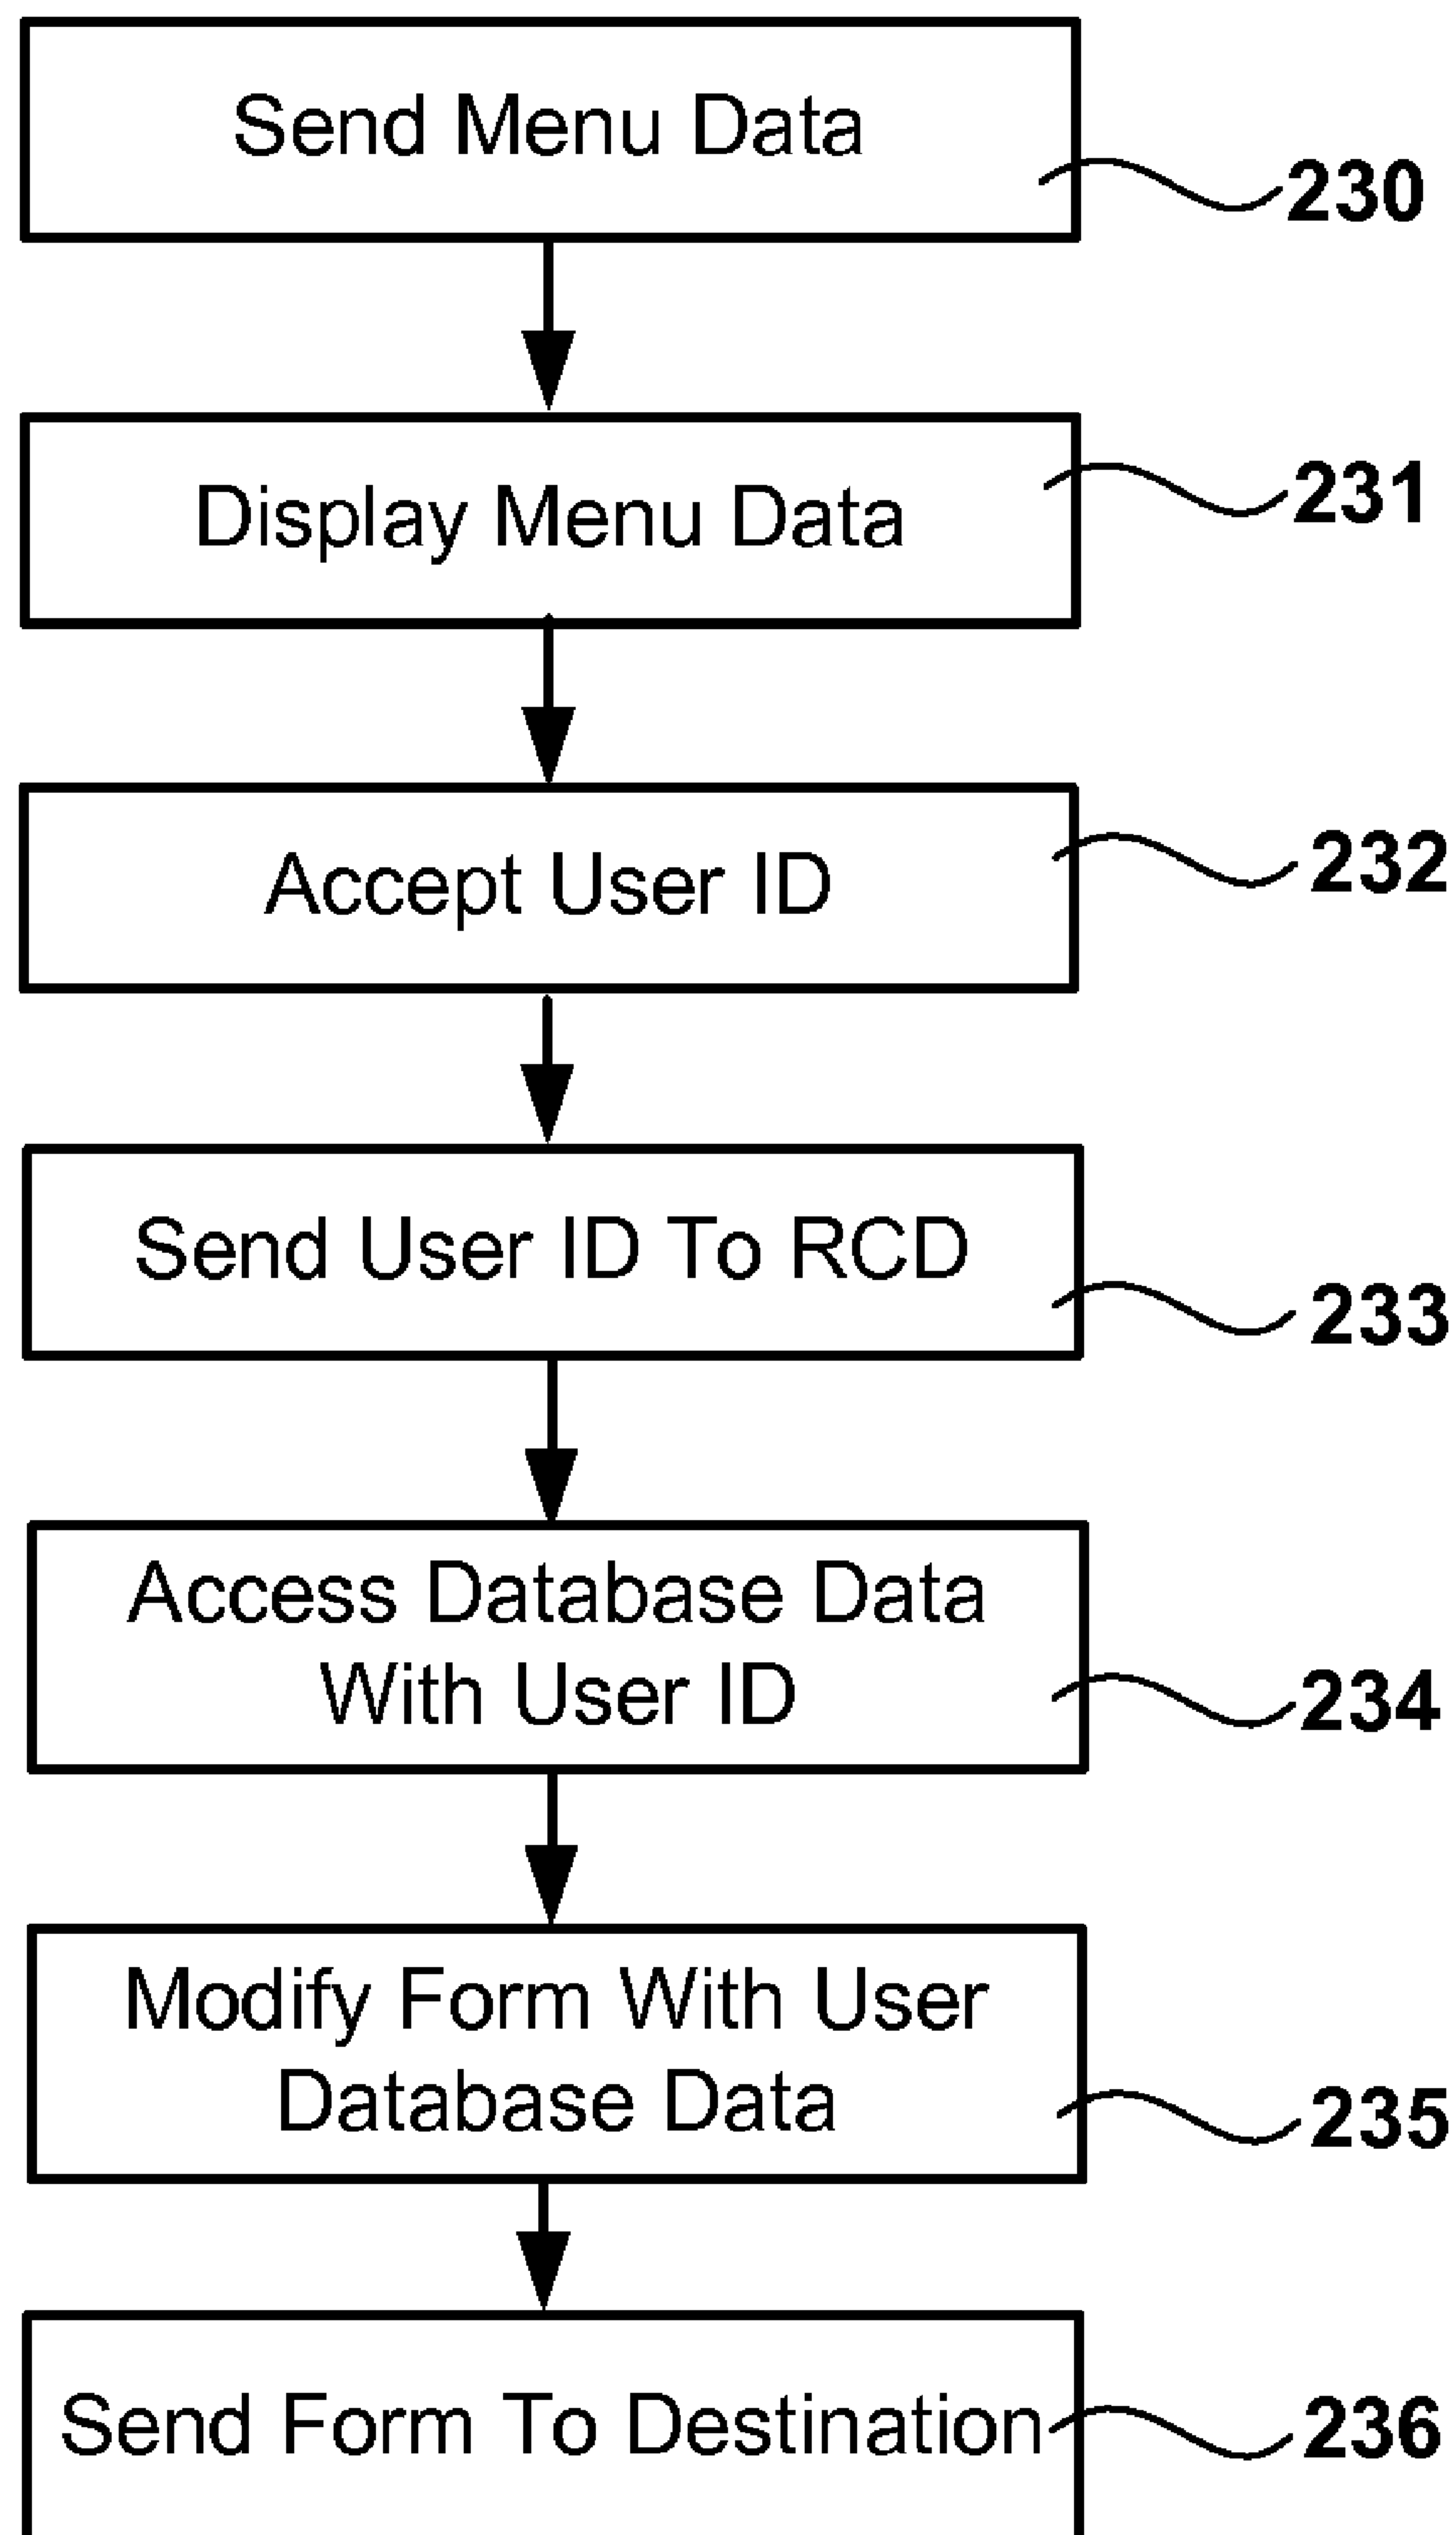 Send Menu Data
230
Display Menu Data
231
Accept User ID
232
Send User ID To RCD
233
Access Database Data
With User ID
234
Modify Form With User
Database Data
235
Send Form To Destination
236